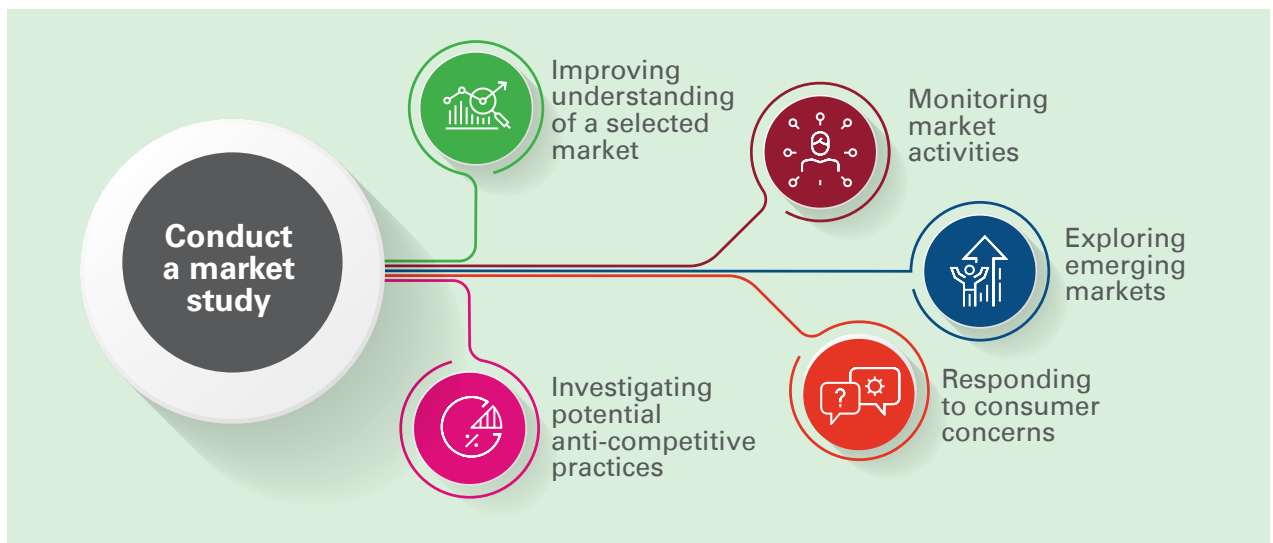 Conduct
a market
study
Improving
understanding
of a selected
market
Monitoring
market
activities
Exploring
emerging
markets
Responding
to consumer
concerns
?
Investigating
potential
anti-competitive
practices
%